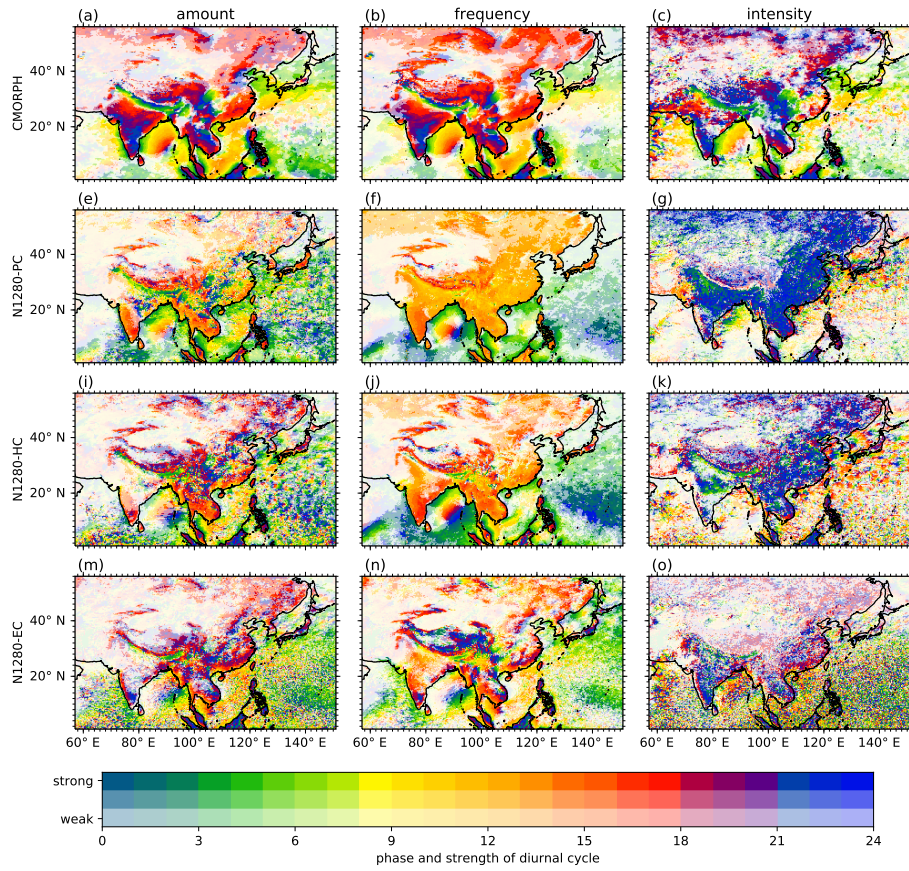 amount frequency intensity
(a) (b) (c)
CMORPH
40° N
20° N
(e) (f) (g)
N1280-PC
40° N
20° N
(i) (j) (k)
N1280-HC
40° N
20° N
(m) (n) (o)
N1280-EC
40° N
20° N
60° E 80° E 100° E 120° E 140° E 60° E 80° E 100° E 120° E 140° E 60° E 80° E 100° E 120° E 140° E
strong
weak
0 3 6 9 12 15 18 21 24
phase and strength of diurnal cycle